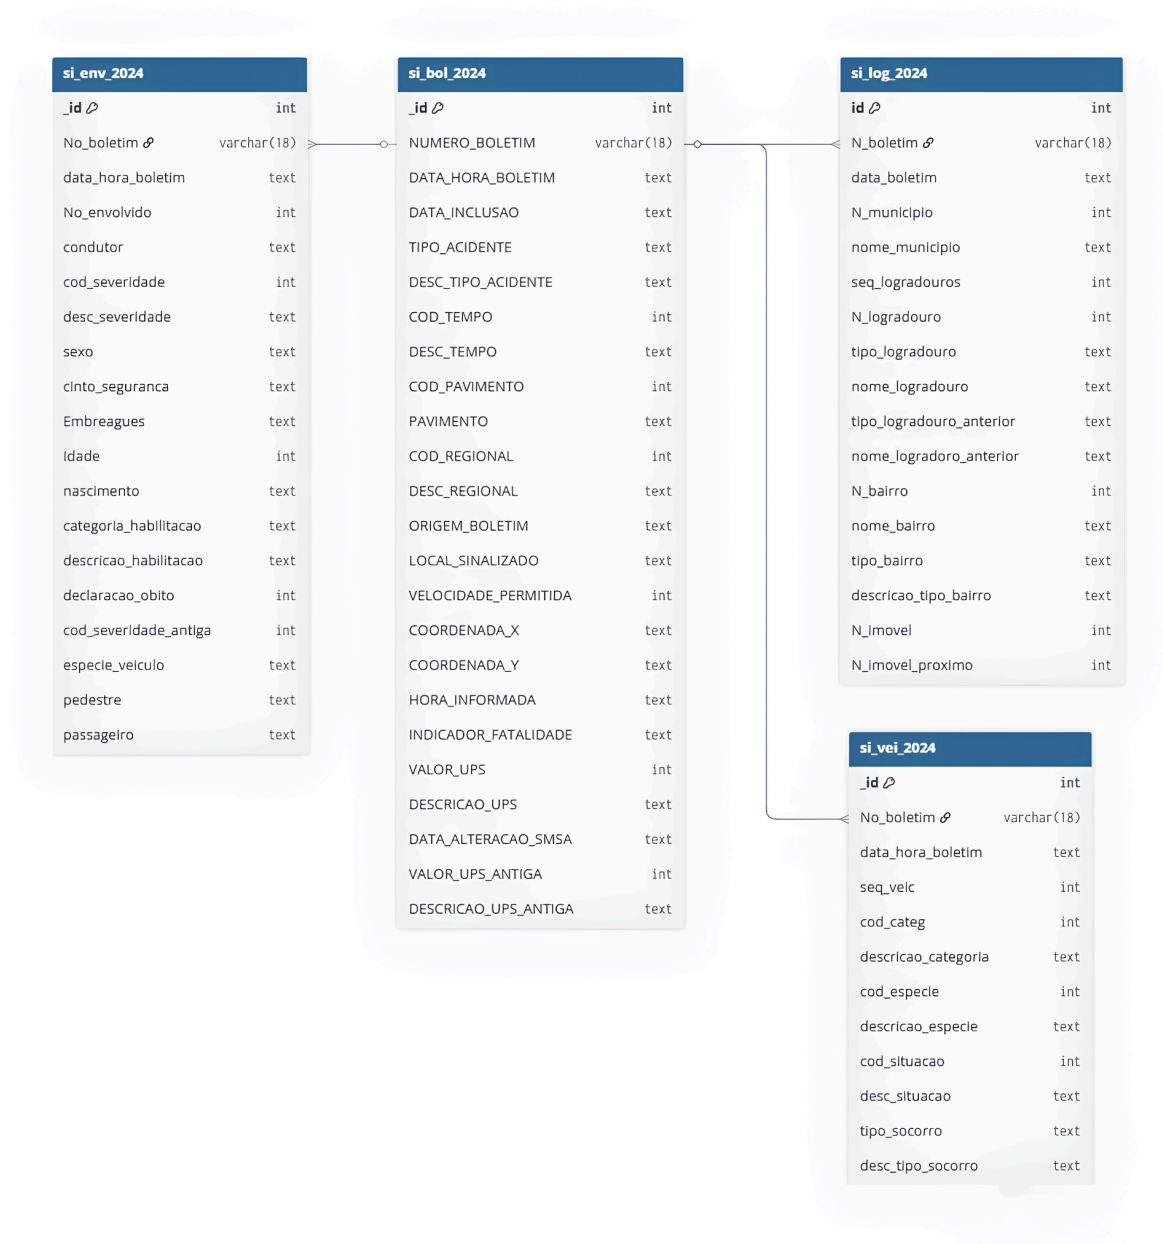 si_env_2024
_id int
No_boletim varchar(18)
data_hora_boletim text
No_envolvido int
condutor text
cod_severidade int
desc_severidade text
sexo text
cinto_seguranca text
Embreagues text
Idade int
nascimento text
categoria_habilitacao text
descricao_habilitacao text
declaracao_obito int
cod_severidade_antiga int
especie_veiculo text
pedestre text
passageiro text
si_bol_2024
_id int
NUMERO_BOLETIM varchar(18)
DATA_HORA_BOLETIM text
DATA_INCLUSAO text
TIPO_ACIDENTE text
DESC_TIPO_ACIDENTE text
COD_TEMPO int
DESC_TEMPO text
COD_PAVIMENTO int
PAVIMENTO text
COD_REGIONAL int
DESC_REGIONAL text
ORIGEM_BOLETIM text
LOCAL_SINALIZADO text
VELOCIDADE_PERMITIDA int
COORDENADA_X text
COORDENADA_Y text
HORA_INFORMADA text
INDICADOR_FATALIDADE text
VALOR_UPS int
DESCRICAO_UPS text
DATA_ALTERACAO_SMSA text
VALOR_UPS_ANTIGA int
DESCRICAO_UPS_ANTIGA text
si_log_2024
id int
N_boletim varchar(18)
data_boletim text
N_municipio int
nome_municipio text
seq_logradouros int
N_logradouro int
tipo_logradouro text
nome_logradouro text
tipo_logradouro_anterior text
nome_logradoro_anterior text
N_bairro int
nome_bairro text
tipo_bairro text
descricao_tipo_bairro text
N_imovel int
N_imovel_proximo int
si_vei_2024
_id int
No_boletim varchar(18)
data_hora_boletim text
seq_veic int
cod_categ int
descricao_categoria text
cod_especie int
descricao_especie text
cod_situacao int
desc_situacao text
tipo_socorro text
desc_tipo_socorro text